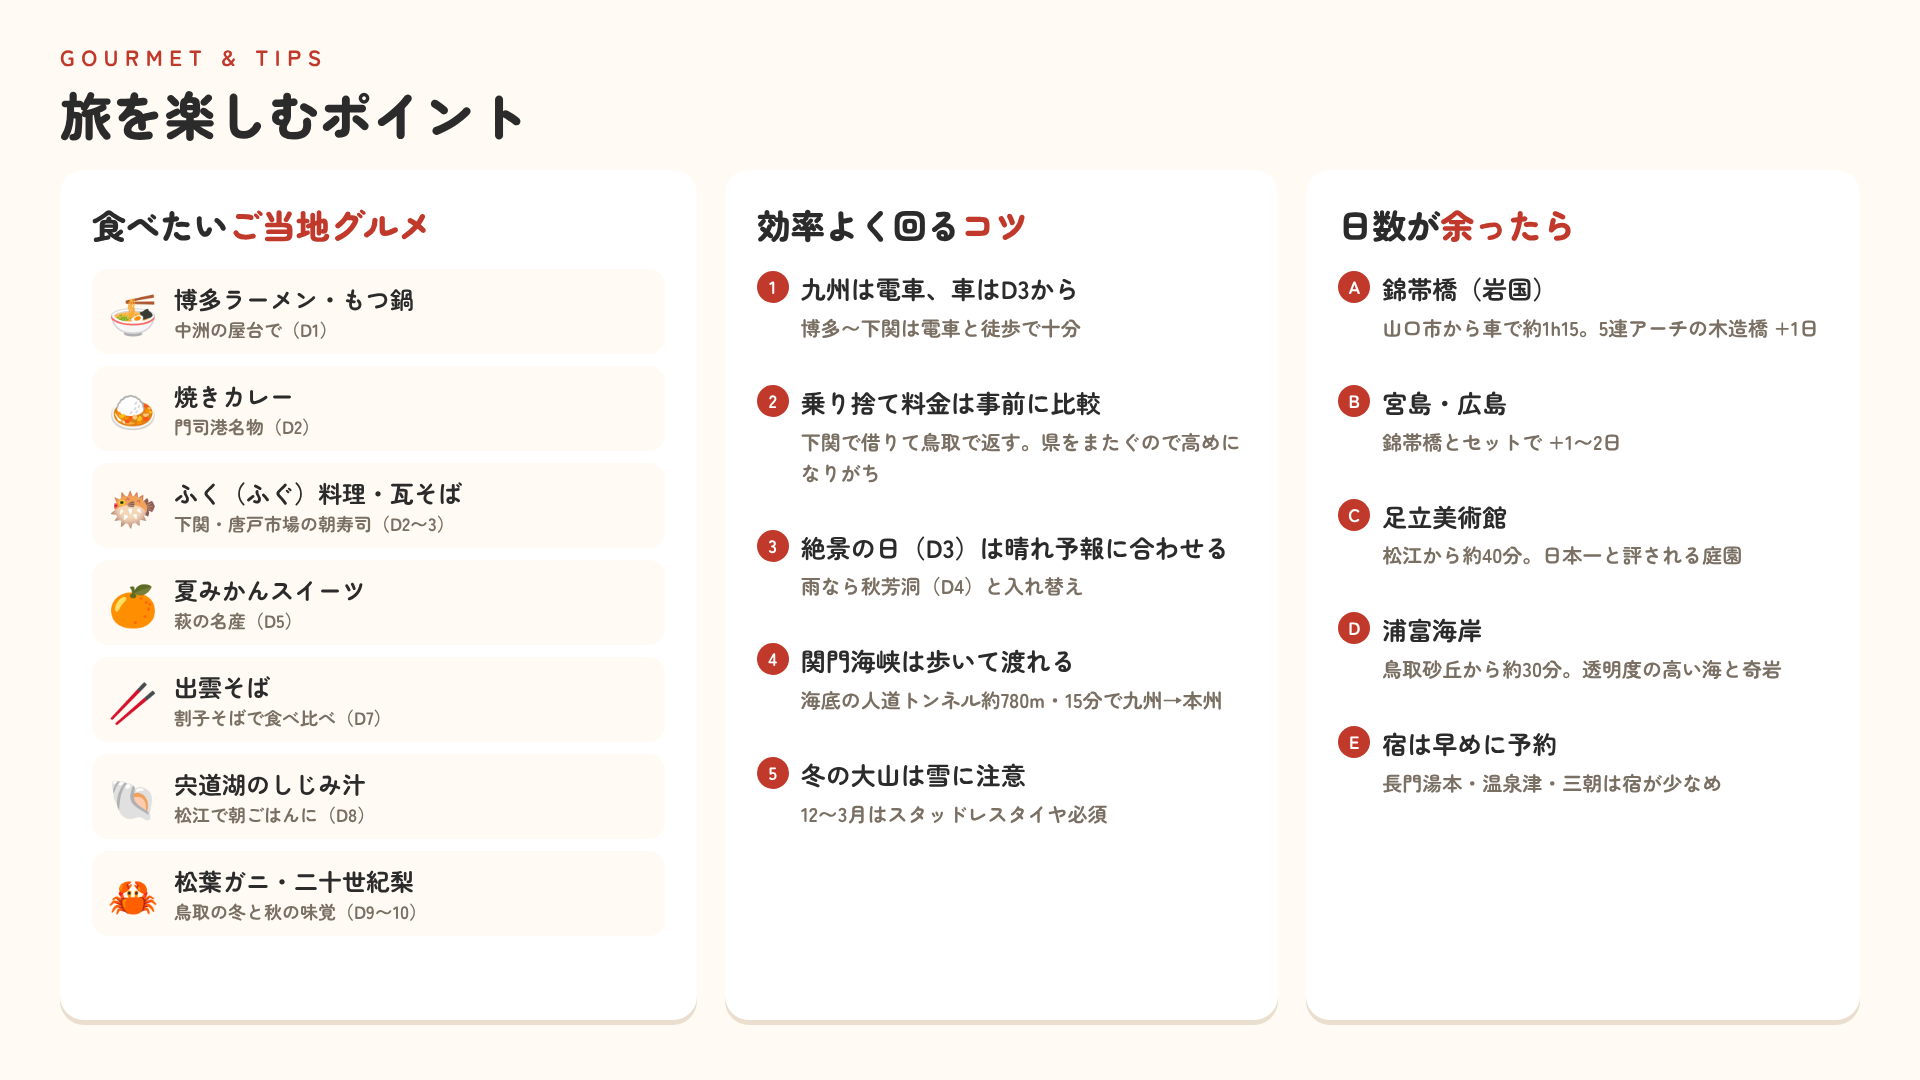 GOURMET & TIPS
旅を楽しむポイント
食べたいご当地グルメ
博多ラーメン・もつ鍋
中洲の屋台で（D1）
焼きカレー
門司港名物（D2）
ふく（ふぐ）料理・瓦そば
下関・唐戸市場の朝寿司（D2〜3）
夏みかんスイーツ
萩の名産（D5）
出雲そば
割子そばで食べ比べ（D7）
宍道湖のしじみ汁
松江で朝ごはんに（D8）
松葉ガニ・二十世紀梨
鳥取の冬と秋の味覚（D9〜10）
効率よく回るコツ
1 九州は電車、車はD3から
博多〜下関は電車と徒歩で十分
2 乗り捨て料金は事前に比較
下関で借りて鳥取で返す。県をまたぐので高めに
なりがち
3 絶景の日（D3）は晴れ予報に合わせる
雨なら秋芳洞（D4）と入れ替え
4 関門海峡は歩いて渡れる
海底の人道トンネル約780m・15分で九州→本州
5 冬の大山は雪に注意
12〜3月はスタッドレスタイヤ必須
日数が余ったら
A 錦帯橋（岩国）
山口市から車で約1h15。5連アーチの木造橋 +1日
B 宮島・広島
錦帯橋とセットで +1〜2日
C 足立美術館
松江から約40分。日本一と評される庭園
D 浦富海岸
鳥取砂丘から約30分。透明度の高い海と奇岩
E 宿は早めに予約
長門湯本・温泉津・三朝は宿が少なめ